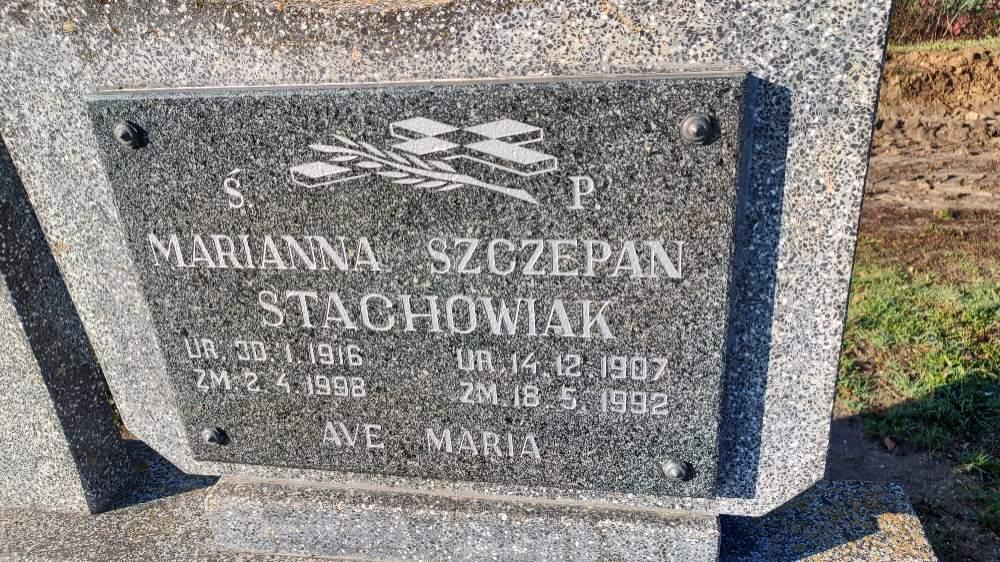 Ś. P.
MARIANNA SZCZEPAN
STACHOWIAK
UR. 30. 1. 1916 UR. 14. 12. 1907
ZM. 2. 4. 1998 ZM. 18. 5. 1992
AVE MARIA